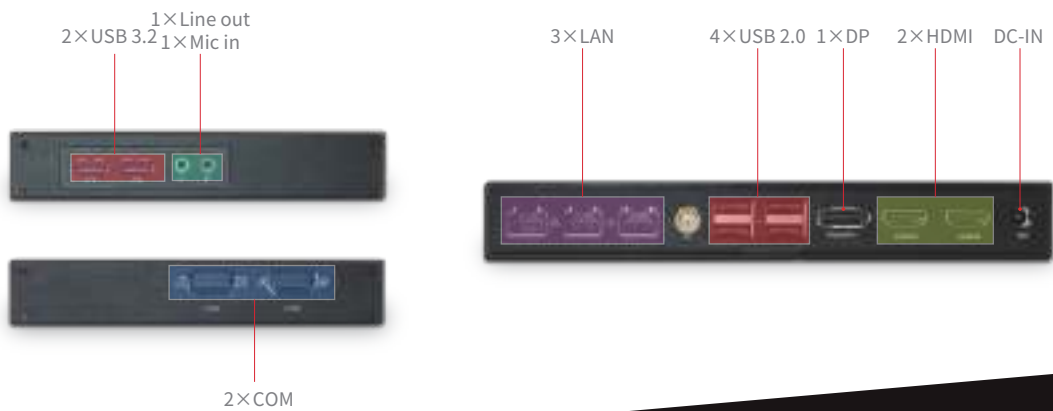 1×Line out
2×USB 3.2
1×Mic in
3×LAN
4×USB 2.0
1×DP
2×HDMI
DC-IN
2×COM